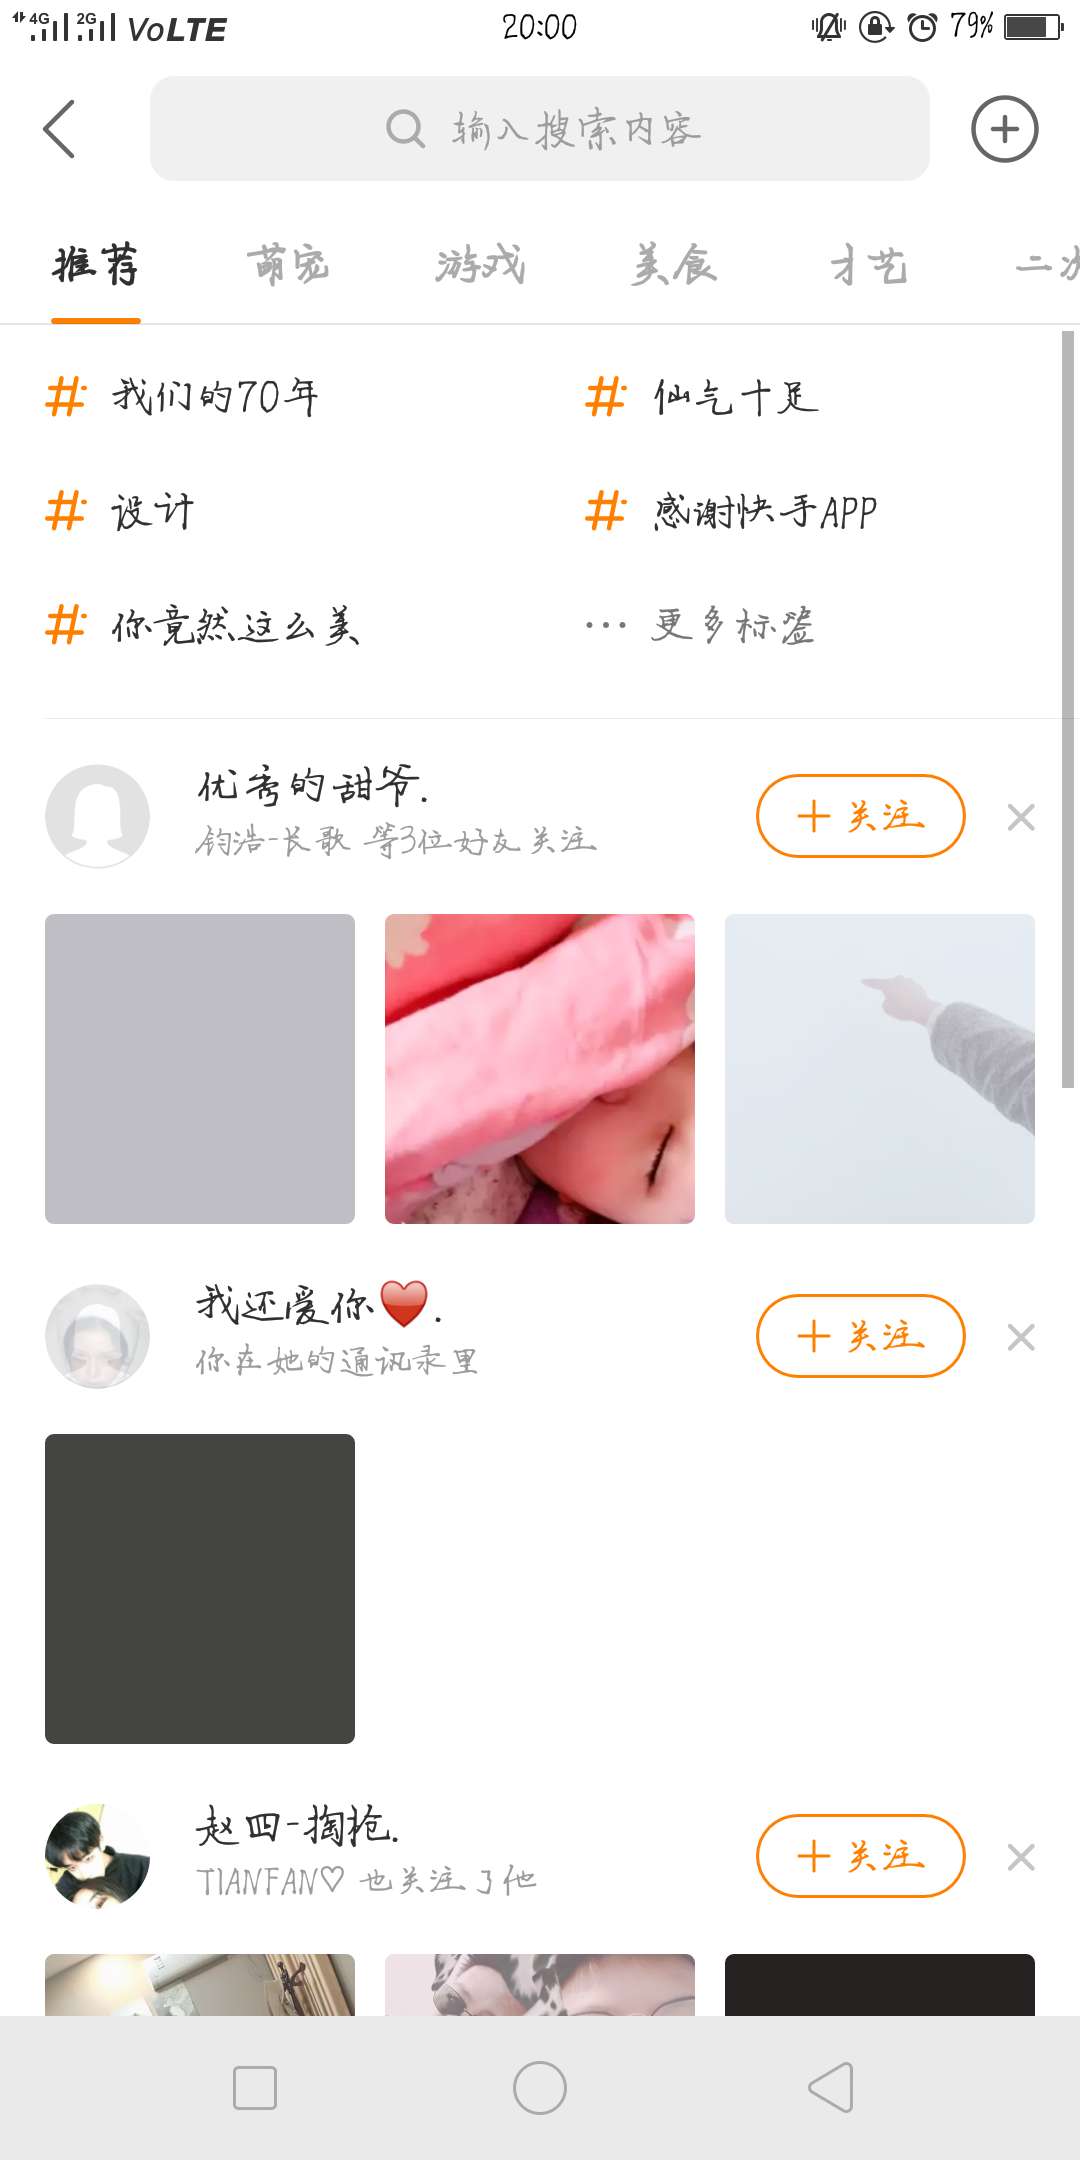 4G 2G VoLTE 20:00 79%
输入搜索内容
推荐 萌宠 游戏 美食 才艺 二次
# 我们的70年 # 仙气十足
# 设计 # 感谢快手APP
# 你竟然这么美 ··· 更多标签
优秀的甜爷.
钧浩-长歌 等3位好友关注
+ 关注
我还爱你❤️.
你在她的通讯录里
+ 关注
赵四-掏枪.
TIANFAN♡ 也关注了他
+ 关注